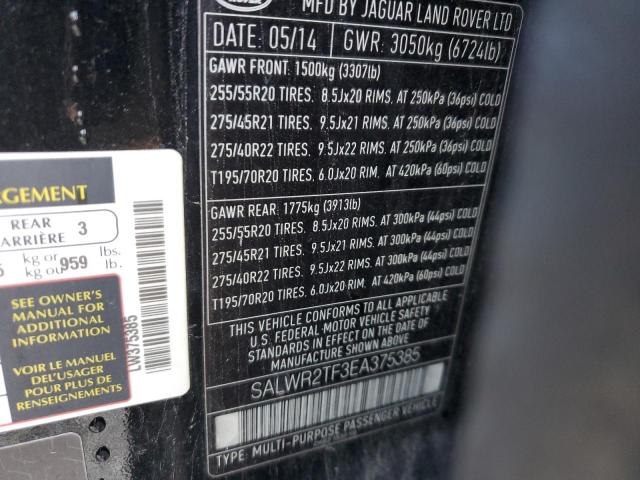 MFD BY JAGUAR LAND ROVER LTD
DATE: 05/14 GWR: 3050kg (6724lb)
GAWR FRONT: 1500kg (3307lb)
255/55R20 TIRES. 8.5Jx20 RIMS. AT 250kPa (36psi) COLD
275/45R21 TIRES. 9.5Jx21 RIMS. AT 250kPa (36psi) COLD
275/40R22 TIRES. 9.5Jx22 RIMS. AT 250kPa (36psi) COLD
T195/70R20 TIRES. 6.0Jx20 RIM. AT 420kPa (60psi) COLD
GAWR REAR: 1775kg (3913lb)
255/55R20 TIRES. 8.5Jx20 RIMS. AT 300kPa (44psi) COLD
275/45R21 TIRES. 9.5Jx21 RIMS. AT 300kPa (44psi) COLD
275/40R22 TIRES. 9.5Jx22 RIMS. AT 300kPa (44psi) COLD
T195/70R20 TIRES. 6.0Jx20 RIM. AT 420kPa (60psi) COLD
THIS VEHICLE CONFORMS TO ALL APPLICABLE
U.S. FEDERAL MOTOR VEHICLE SAFETY
STANDARDS IN EFFECT ON THE DATE OF
MANUFACTURE SHOWN ABOVE.
SALWR2TF3EA375385
TYPE: MULTI-PURPOSE PASSENGER VEHICLE
REAR 3
ARRIÈRE
kg or 959 lbs.
kg ou lb.
SEE OWNER'S
MANUAL FOR
ADDITIONAL
INFORMATION
VOIR LE MANUEL
DE L'USAGER
POUR PLUS DE
RENSEIGNEMENTS
LW375385